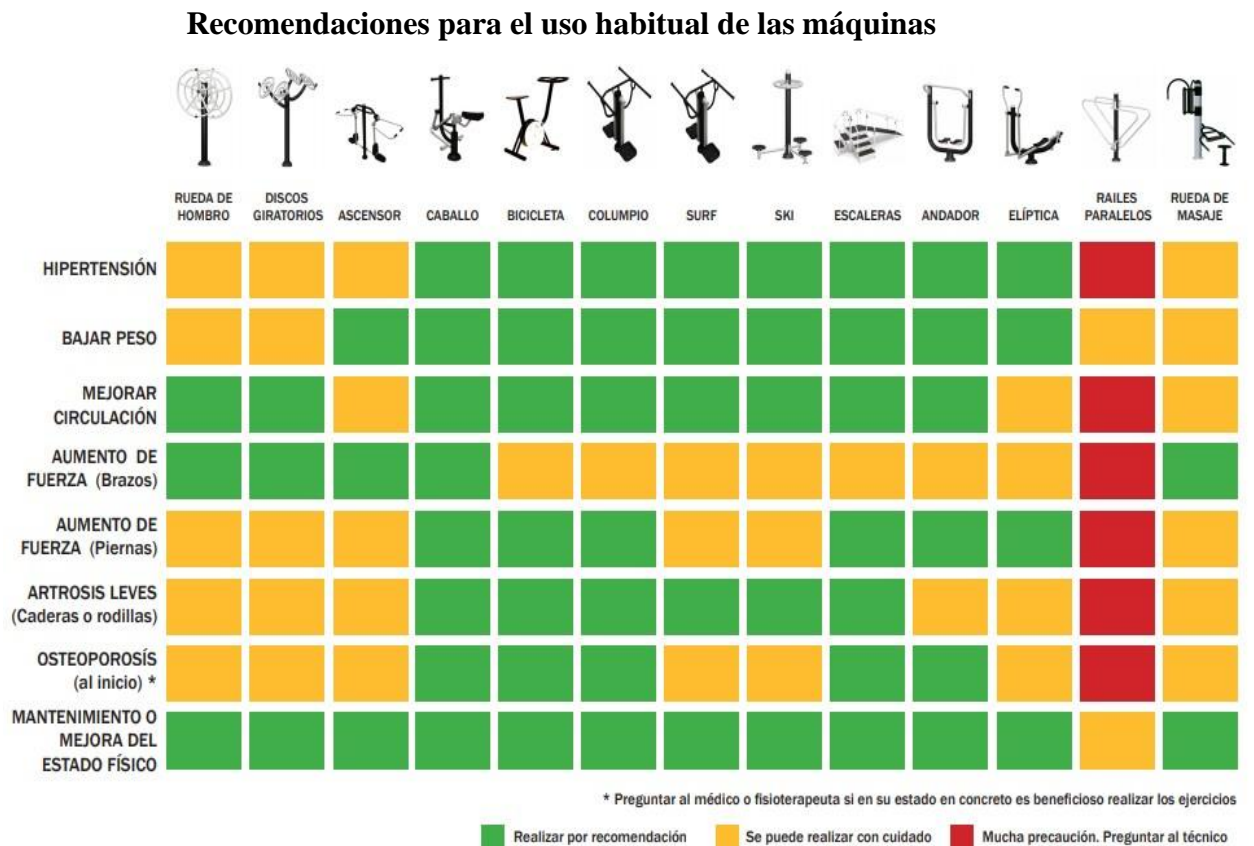 Recomendaciones para el uso habitual de las máquinas
RUEDA DE
HOMBRO
DISCOS
GIRATORIOS
ASCENSOR
CABALLO
BICICLETA
COLUMPIO
SURF
SKI
ESCALERAS
ANDADOR
ELÍPTICA
RAILES
PARALELOS
RUEDA DE
MASAJE
HIPERTENSIÓN
BAJAR PESO
MEJORAR
CIRCULACIÓN
AUMENTO DE
FUERZA (Brazos)
AUMENTO DE
FUERZA (Piernas)
ARTROSIS LEVES
(Caderas o rodillas)
OSTEOPOROSÍS
(al inicio) *
MANTENIMIENTO O
MEJORA DEL
ESTADO FÍSICO
* Preguntar al médico o fisioterapeuta si en su estado en concreto es beneficioso realizar los ejercicios
Realizar por recomendación
Se puede realizar con cuidado
Mucha precaución. Preguntar al técnico